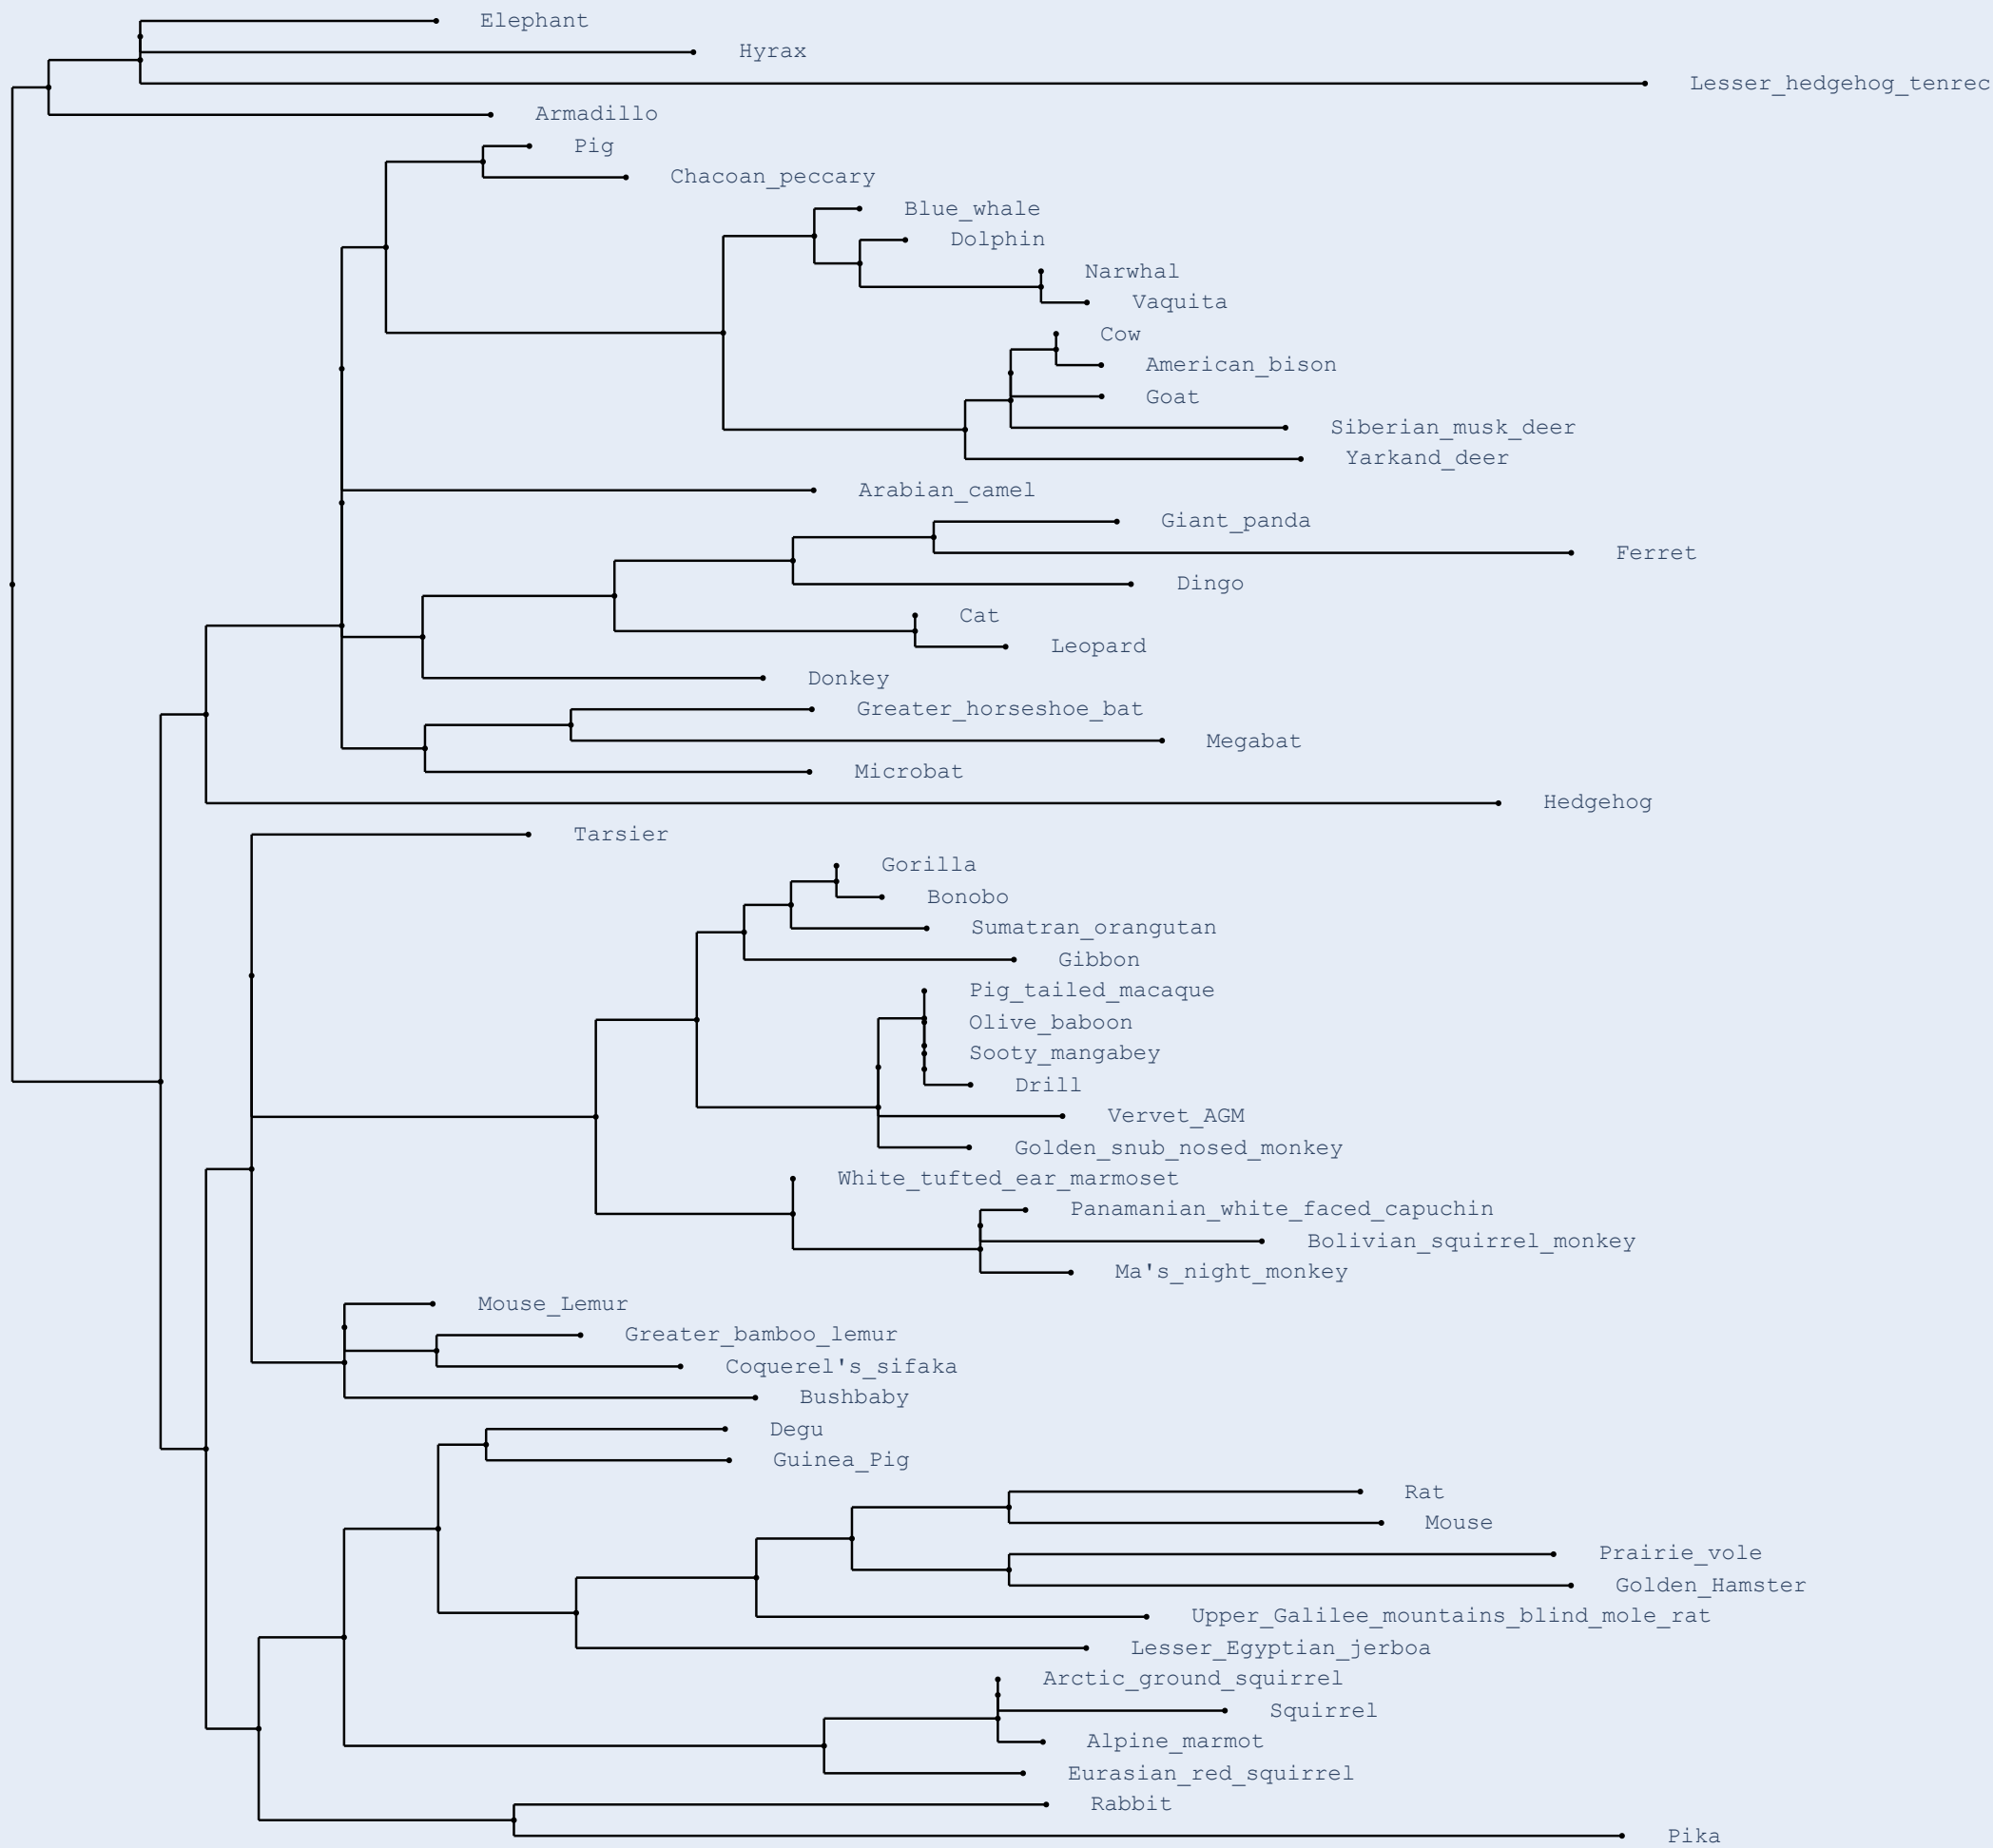 Elephant
Hyrax
Lesser_hedgehog_tenrec
Armadillo
Pig
Chacoan_peccary
Blue_whale
Dolphin
Narwhal
Vaquita
Cow
American_bison
Goat
Siberian_musk_deer
Yarkand_deer
Arabian_camel
Giant_panda
Ferret
Dingo
Cat
Leopard
Donkey
Greater_horseshoe_bat
Megabat
Microbat
Hedgehog
Tarsier
Gorilla
Bonobo
Sumatran_orangutan
Gibbon
Pig_tailed_macaque
Olive_baboon
Sooty_mangabey
Drill
Vervet_AGM
Golden_snub_nosed_monkey
White_tufted_ear_marmoset
Panamanian_white_faced_capuchin
Bolivian_squirrel_monkey
Ma's_night_monkey
Mouse_Lemur
Greater_bamboo_lemur
Coquerel's_sifaka
Bushbaby
Degu
Guinea_Pig
Rat
Mouse
Prairie_vole
Golden_Hamster
Upper_Galilee_mountains_blind_mole_rat
Lesser_Egyptian_jerboa
Arctic_ground_squirrel
Squirrel
Alpine_marmot
Eurasian_red_squirrel
Rabbit
Pika